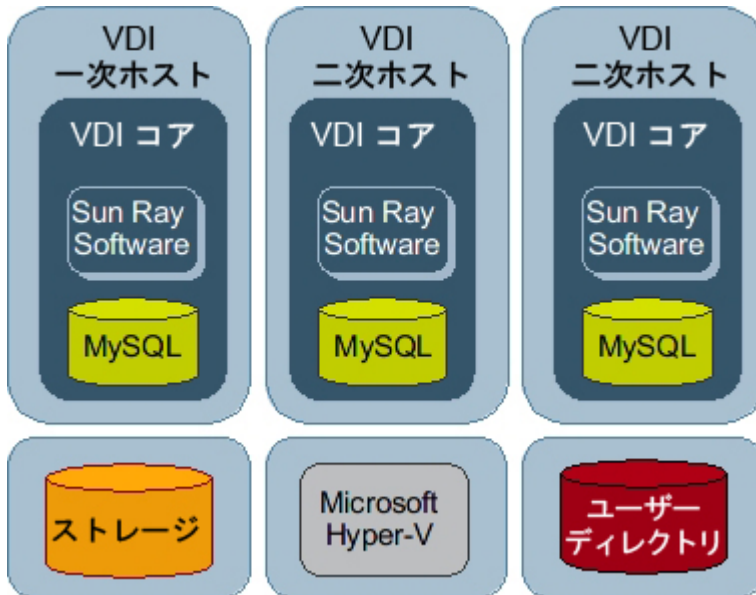 VDI
一次ホスト
VDI コア
Sun Ray
Software
MySQL
VDI
二次ホスト
VDI コア
Sun Ray
Software
MySQL
VDI
二次ホスト
VDI コア
Sun Ray
Software
MySQL
ストレージ
Microsoft
Hyper-V
ユーザー
ディレクトリ